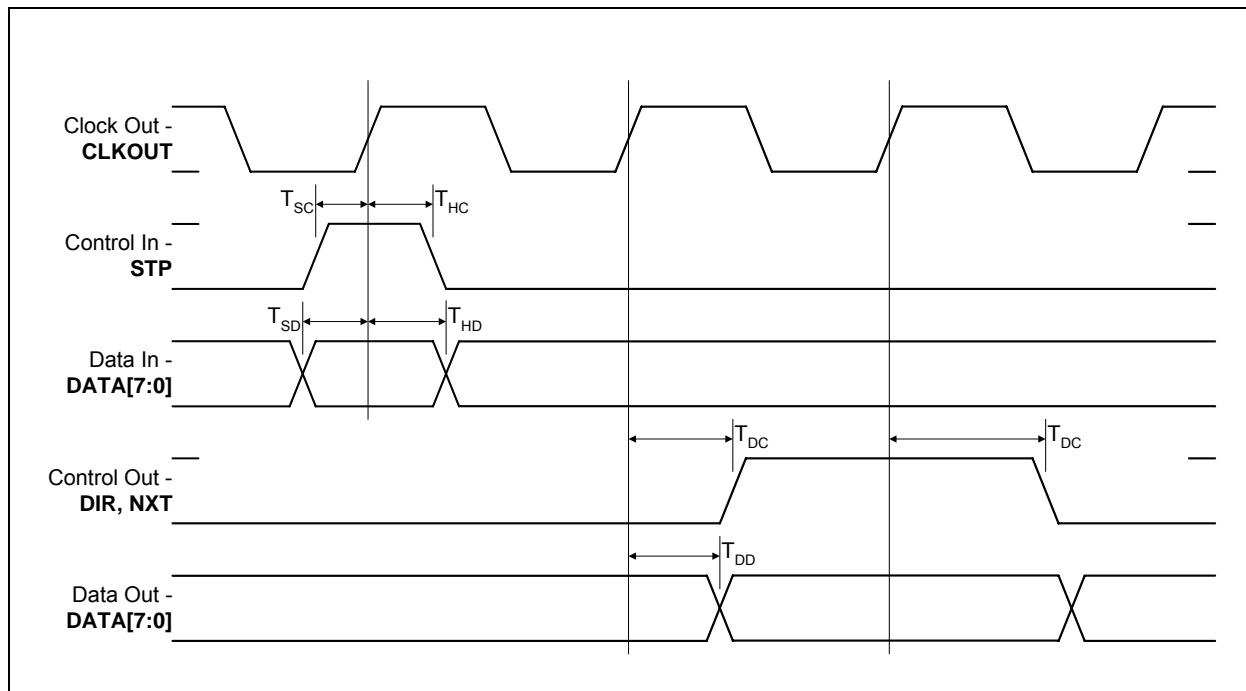 Clock Out -
CLKOUT
T_SC T_HC
Control In -
STP
T_SD T_HD
Data In -
DATA[7:0]
T_DC T_DC
Control Out -
DIR, NXT
T_DD
Data Out -
DATA[7:0]